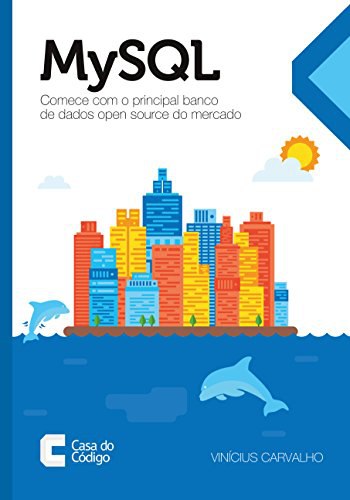 MySQL
Comece com o principal banco
de dados open source do mercado
Casa do
Código
VINÍCIUS CARVALHO